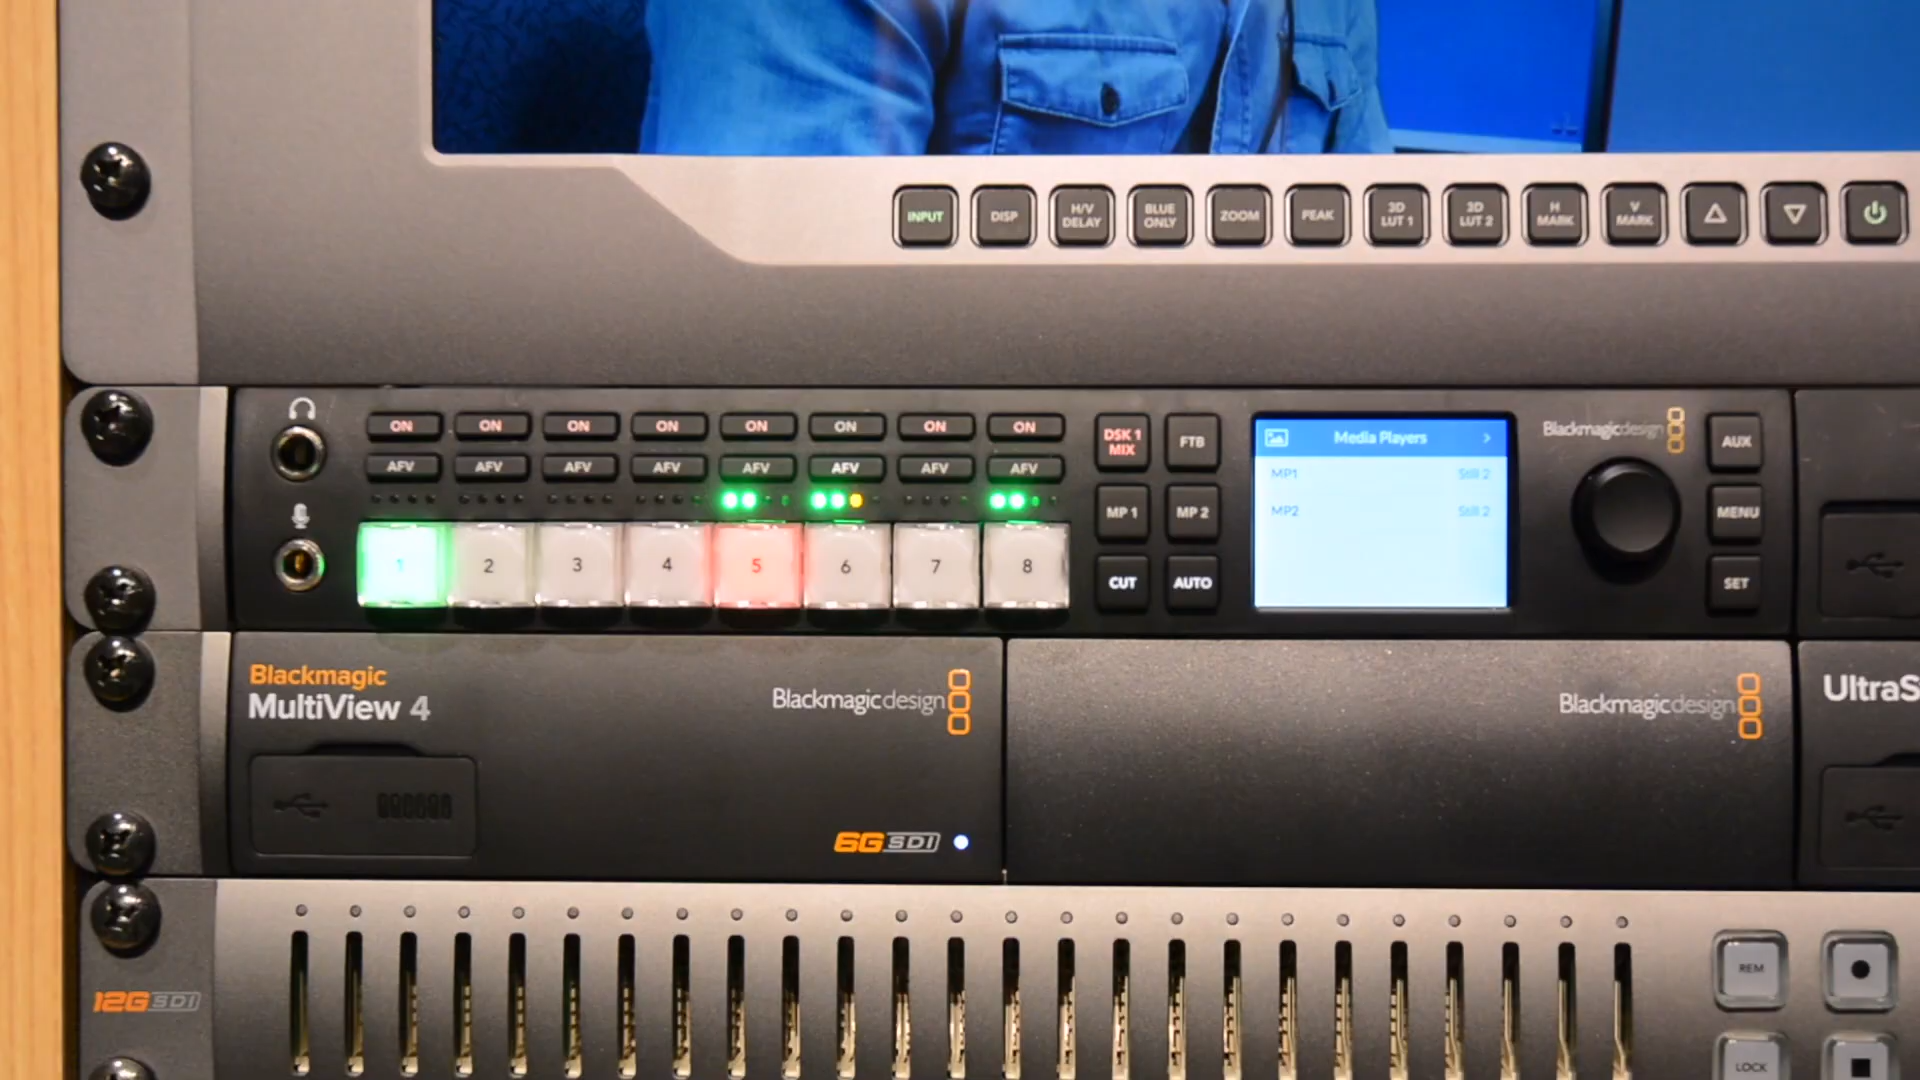 INPUT DISP H/V DELAY BLUE ONLY ZOOM PEAK 3D LUT 1 3D LUT 2 H MARK V MARK
ON ON ON ON ON ON ON ON
AFV AFV AFV AFV AFV AFV AFV AFV
1 2 3 4 5 6 7 8
DSK 1 MIX FTB
MP 1 MP 2
CUT AUTO
Media Players
MP1 Still 2
MP2 Still 2
Blackmagicdesign
AUX
MENU
SET
Blackmagic
MultiView 4
Blackmagicdesign
6G SDI
Blackmagicdesign
UltraS
12G SDI
REM
LOCK